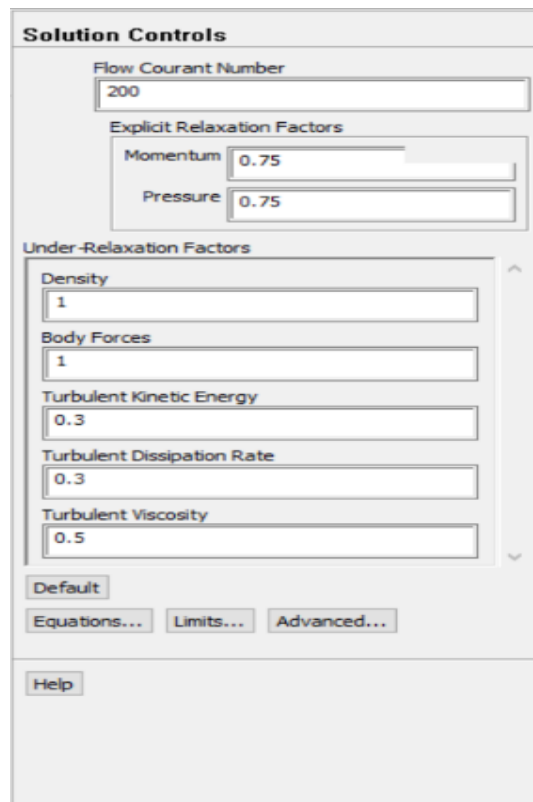 Solution Controls
Flow Courant Number
200
Explicit Relaxation Factors
Momentum 0.75
Pressure 0.75
Under-Relaxation Factors
Density
1
Body Forces
1
Turbulent Kinetic Energy
0.3
Turbulent Dissipation Rate
0.3
Turbulent Viscosity
0.5
Default
Equations... Limits... Advanced...
Help